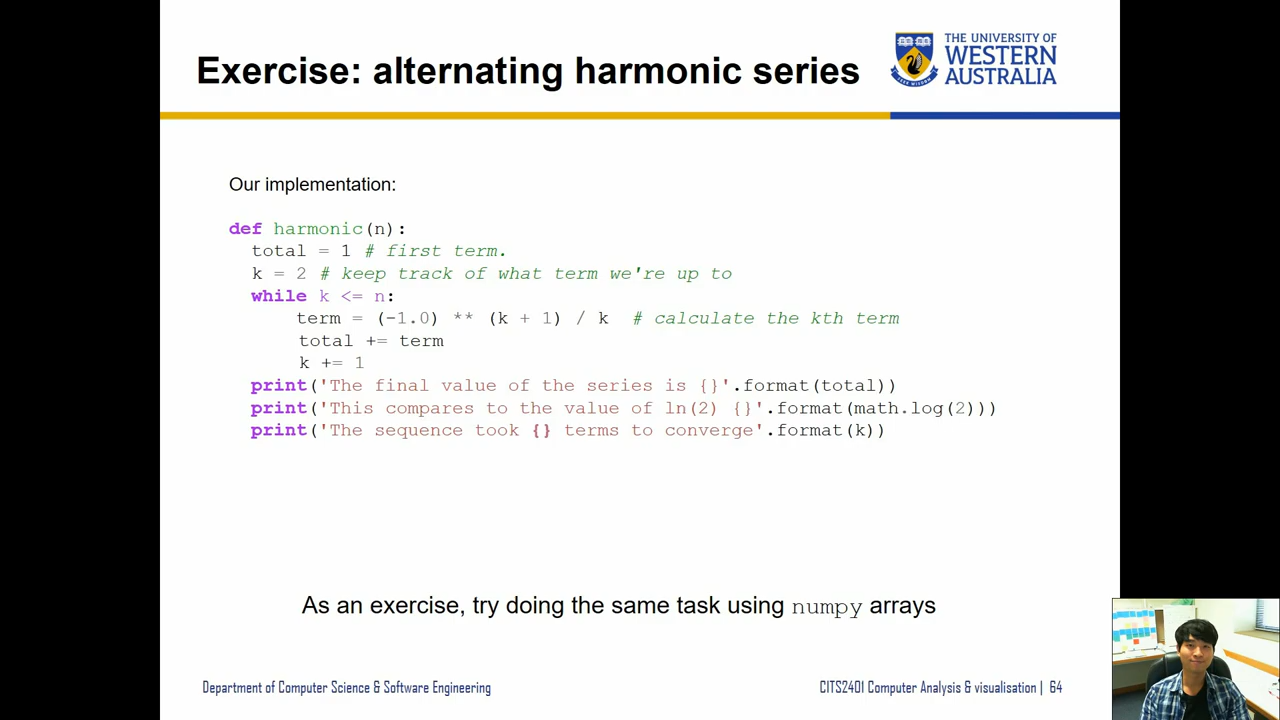 Exercise: alternating harmonic series
THE UNIVERSITY OF
WESTERN
AUSTRALIA
Our implementation:
def harmonic(n):
total = 1 # first term.
k = 2 # keep track of what term we're up to
while k <= n:
term = (-1.0) ** (k + 1) / k # calculate the kth term
total += term
k += 1
print('The final value of the series is {}'.format(total))
print('This compares to the value of ln(2) {}'.format(math.log(2)))
print('The sequence took {} terms to converge'.format(k))
As an exercise, try doing the same task using numpy arrays
Department of Computer Science & Software Engineering
CITS2401 Computer Analysis & visualisation | 64